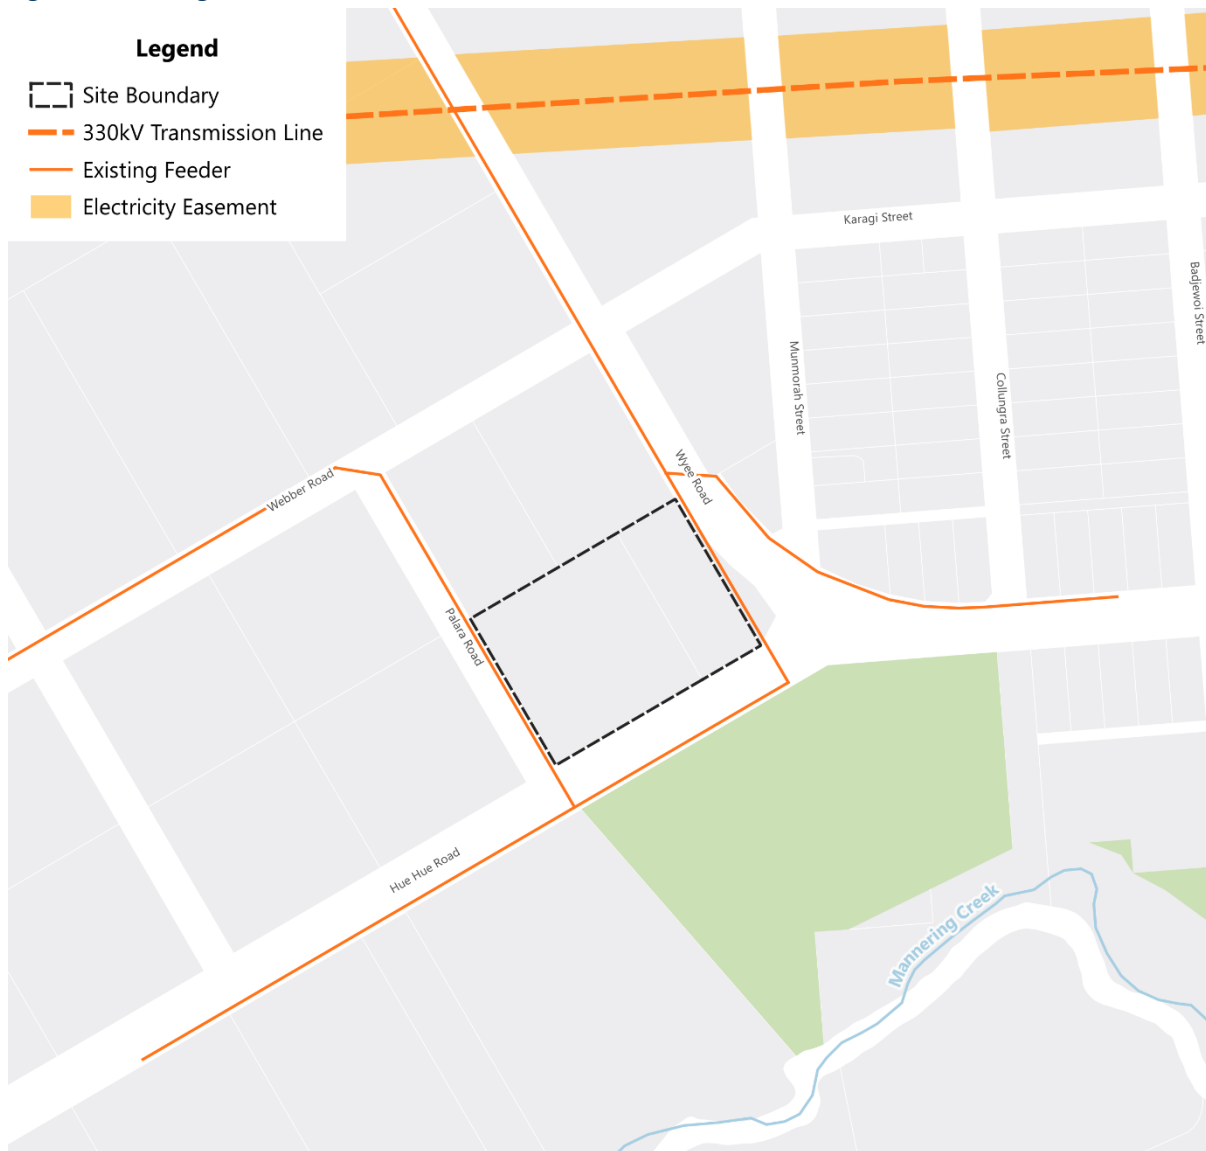 Legend
Site Boundary
330kV Transmission Line
Existing Feeder
Electricity Easement
Karagi Street
Badjewoi Street
Munmorah Street
Collungra Street
Wyee Road
Webber Road
Palara Road
Hue Hue Road
Mannering Creek